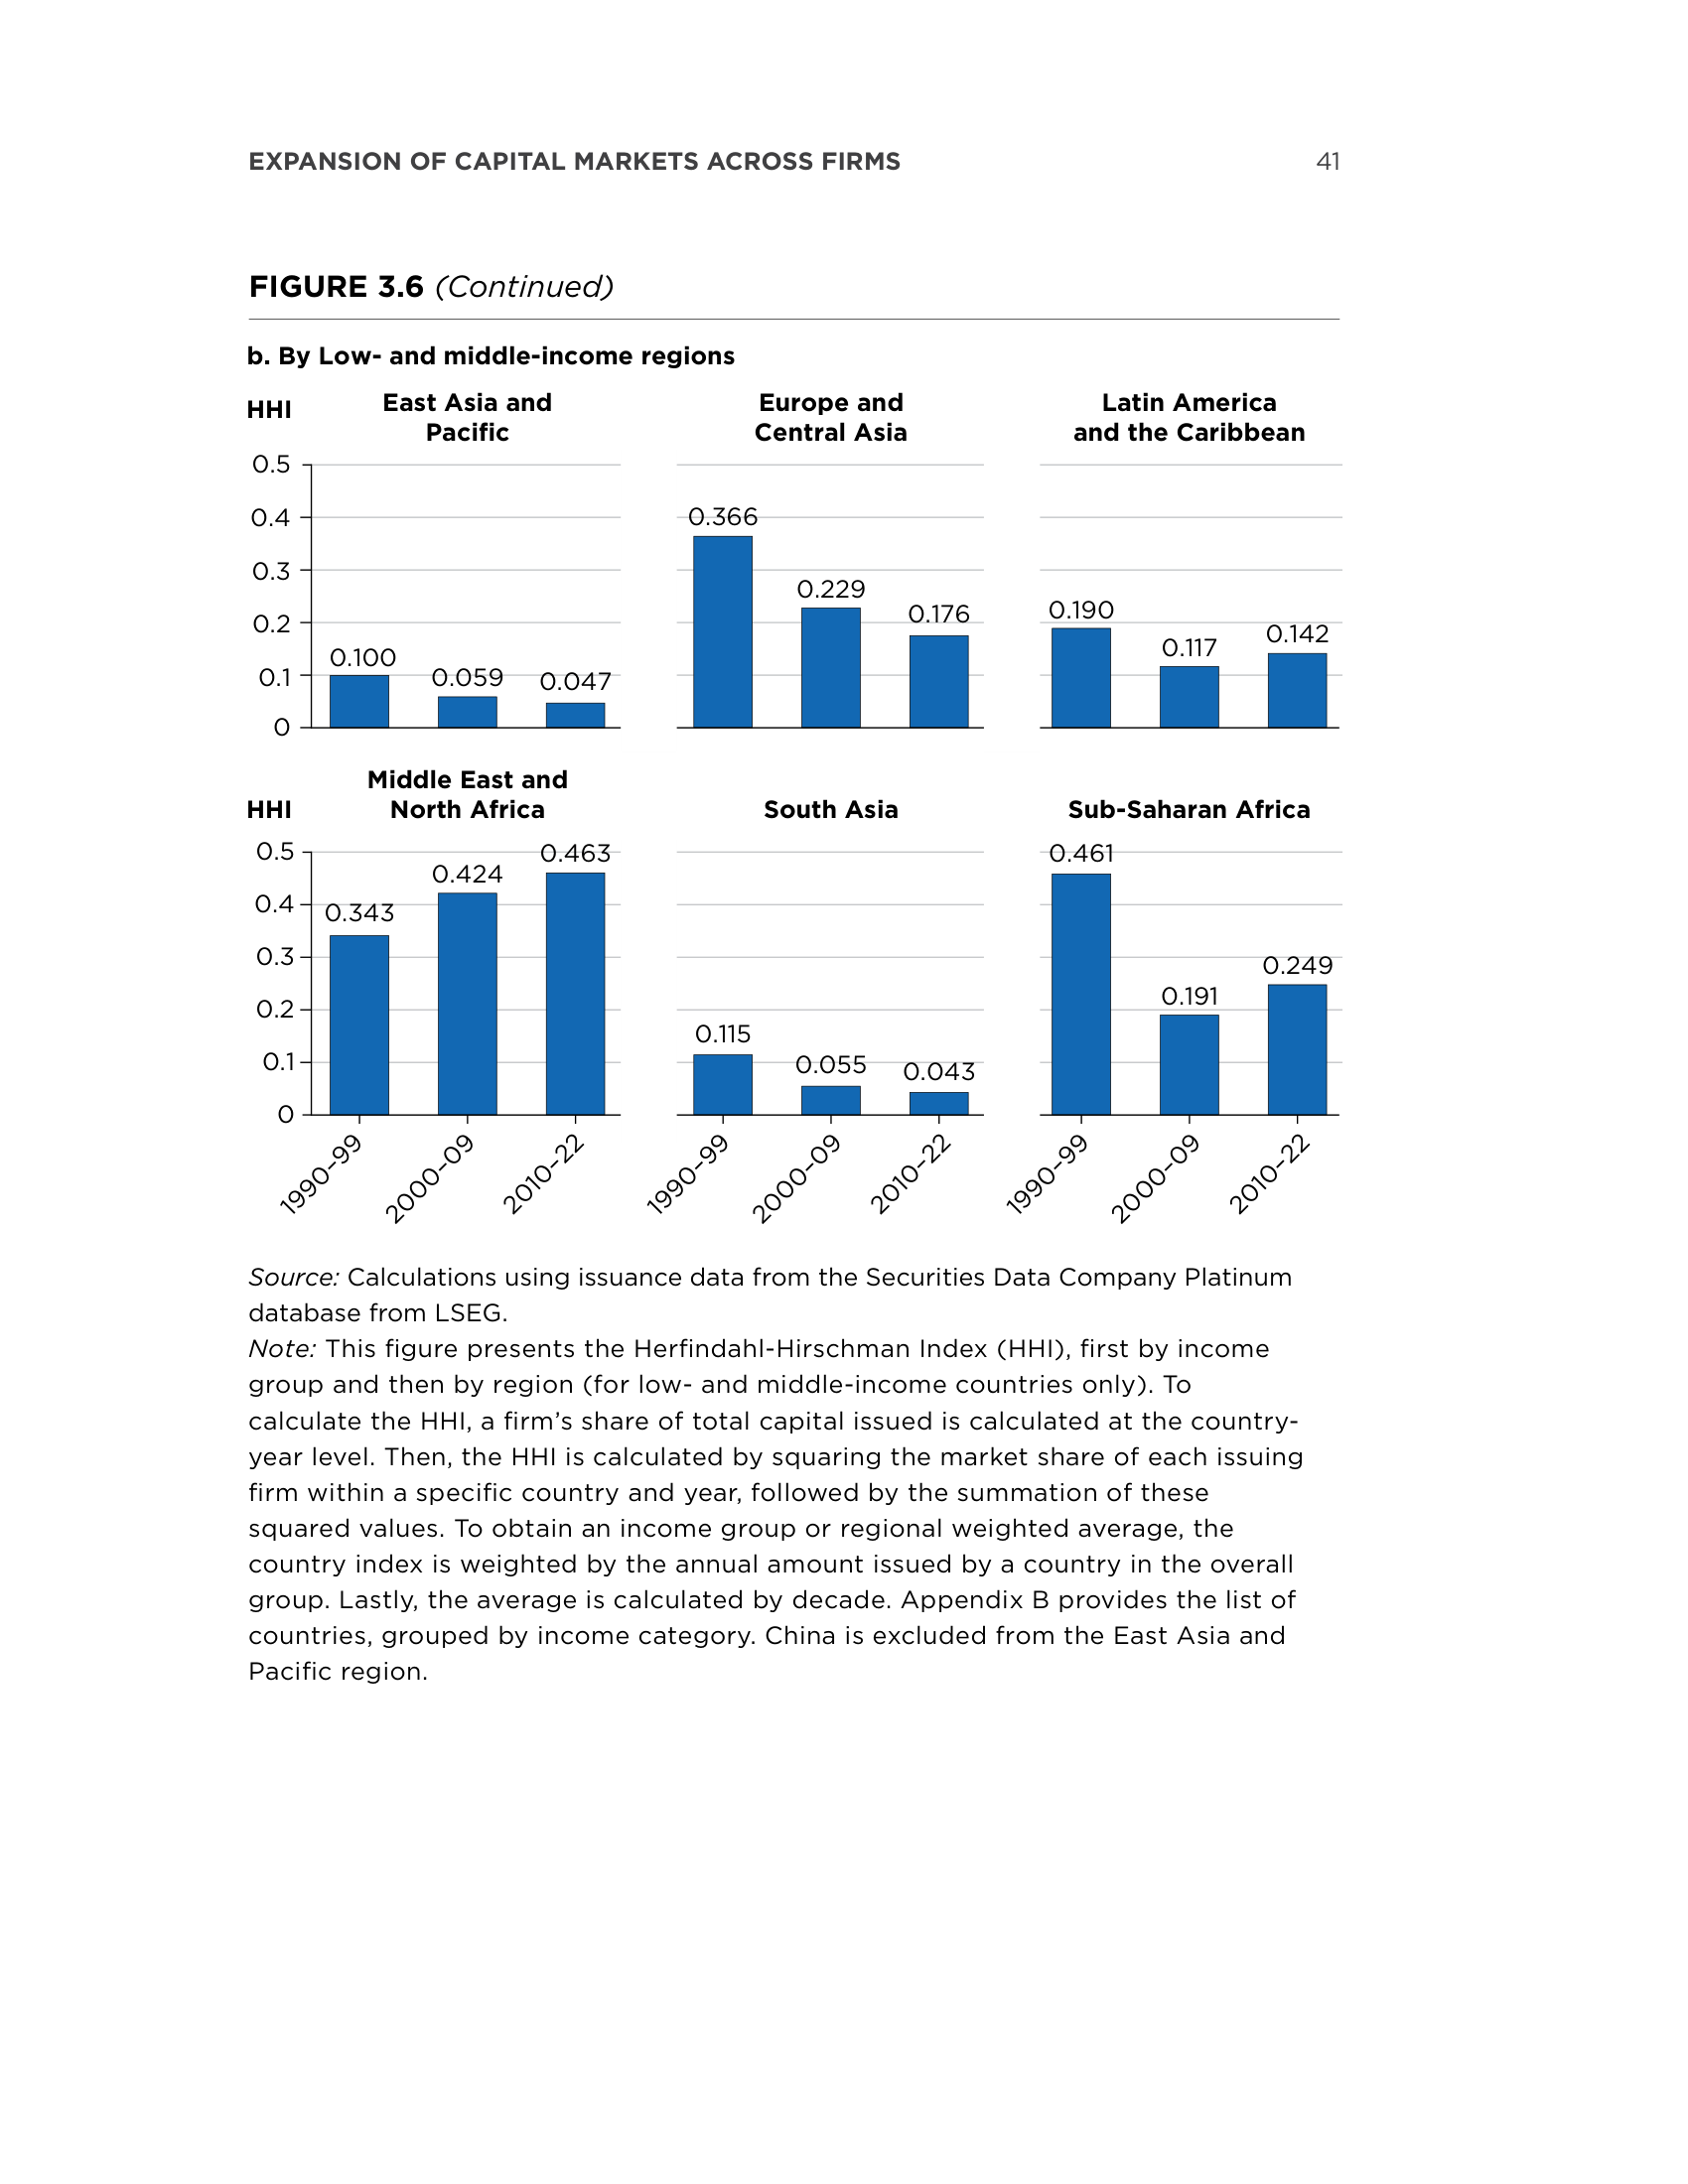 EXPANSION OF CAPITAL MARKETS ACROSS FIRMS 41
FIGURE 3.6 (Continued)
b. By Low- and middle-income regions
HHI
East Asia and
Pacific
Europe and
Central Asia
Latin America
and the Caribbean
0.5
0.4
0.3
0.2
0.1
0
0.100
0.059
0.047
0.366
0.229
0.176
0.190
0.117
0.142
HHI
Middle East and
North Africa
South Asia
Sub-Saharan Africa
0.5
0.4
0.3
0.2
0.1
0
0.343
0.424
0.463
0.115
0.055
0.043
0.461
0.191
0.249
1990–99
2000–09
2010–22
1990–99
2000–09
2010–22
1990–99
2000–09
2010–22
Source: Calculations using issuance data from the Securities Data Company Platinum
database from LSEG.
Note: This figure presents the Herfindahl-Hirschman Index (HHI), first by income
group and then by region (for low- and middle-income countries only). To
calculate the HHI, a firm’s share of total capital issued is calculated at the country-
year level. Then, the HHI is calculated by squaring the market share of each issuing
firm within a specific country and year, followed by the summation of these
squared values. To obtain an income group or regional weighted average, the
country index is weighted by the annual amount issued by a country in the overall
group. Lastly, the average is calculated by decade. Appendix B provides the list of
countries, grouped by income category. China is excluded from the East Asia and
Pacific region.